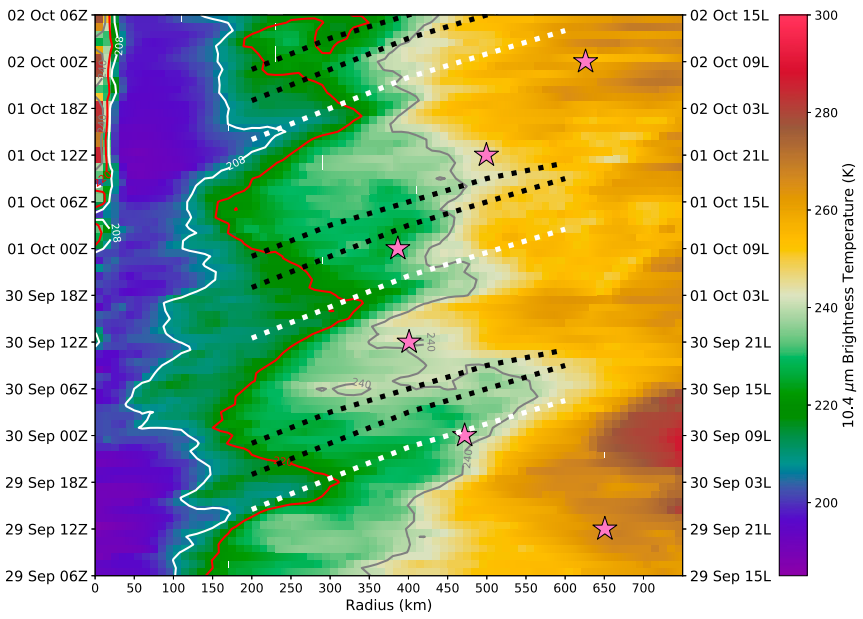 02 Oct 06Z
02 Oct 00Z
01 Oct 18Z
01 Oct 12Z
01 Oct 06Z
01 Oct 00Z
30 Sep 18Z
30 Sep 12Z
30 Sep 06Z
30 Sep 00Z
29 Sep 18Z
29 Sep 12Z
29 Sep 06Z
208
208
208
240
240
240
02 Oct 15L
02 Oct 09L
02 Oct 03L
01 Oct 21L
01 Oct 15L
01 Oct 09L
01 Oct 03L
30 Sep 21L
30 Sep 15L
30 Sep 09L
30 Sep 03L
29 Sep 21L
29 Sep 15L
0 50 100 150 200 250 300 350 400 450 500 550 600 650 700
Radius (km)
300
280
260
240
220
200
10.4 μm Brightness Temperature (K)